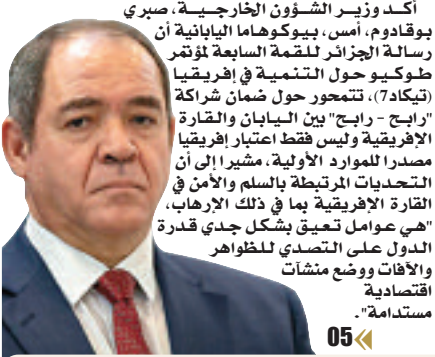 أكد وزير الشؤون الخارجية، صبري
بوقادوم، أمس، بيوكوهاما اليابانية أن
رسالة الجزائر للقمة السابعة لمؤتمر
طوكيو حول التنمية في إفريقيا
(تيكاد7)، تتمحور حول ضمان شراكة
"رابح - رابح" بين اليابان والقارة
الإفريقية وليس فقط اعتبار إفريقيا
مصدرا للموارد الأولية، مشيرا إلى أن
التحديات المرتبطة بالسلم والأمن في
القارة الإفريقية بما في ذلك الإرهاب،
"هي عوامل تعيق بشكل جدي قدرة
الدول على التصدي للظواهر
والآفات ووضع منشآت
اقتصادية
مستدامة".
05